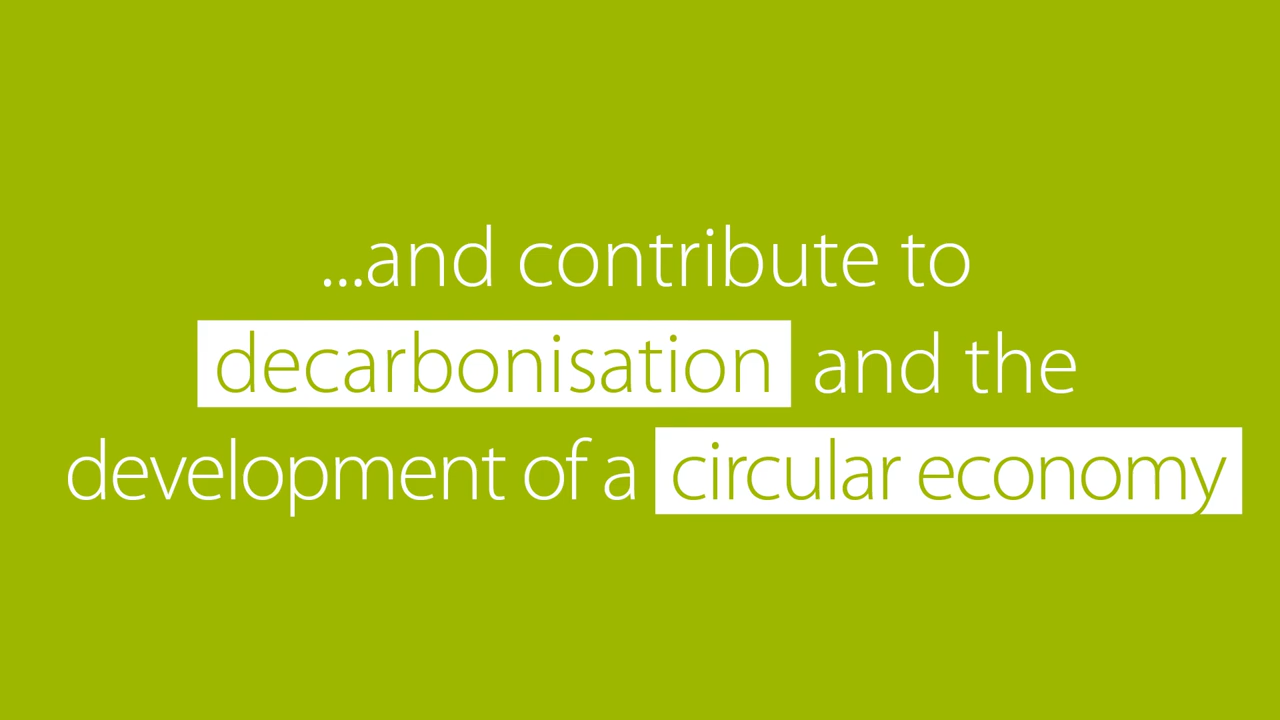 ...and contribute to
decarbonisation and the
development of a circular economy